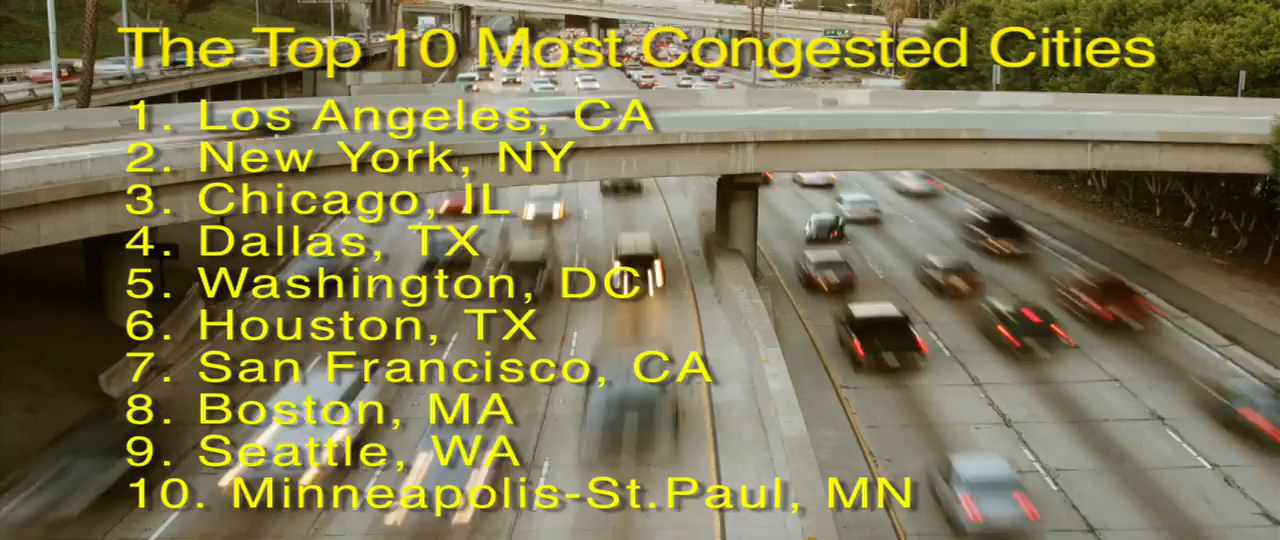 The Top 10 Most Congested Cities
1. Los Angeles, CA
2. New York, NY
3. Chicago, IL
4. Dallas, TX
5. Washington, DC
6. Houston, TX
7. San Francisco, CA
8. Boston, MA
9. Seattle, WA
10. Minneapolis-St.Paul, MN